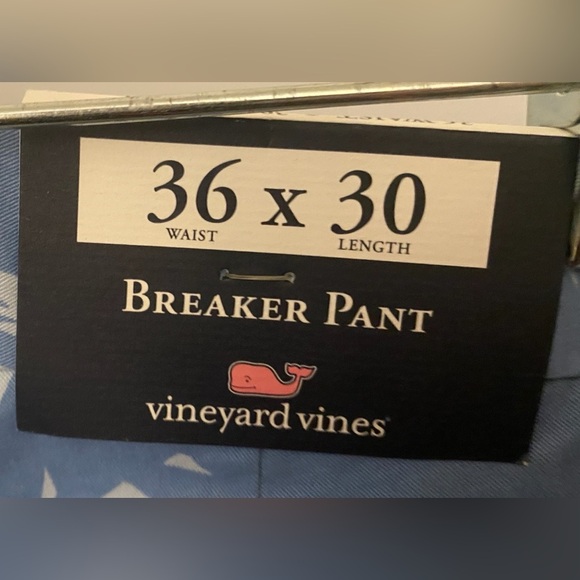 36 x 30
WAIST LENGTH
BREAKER PANT
vineyard vines